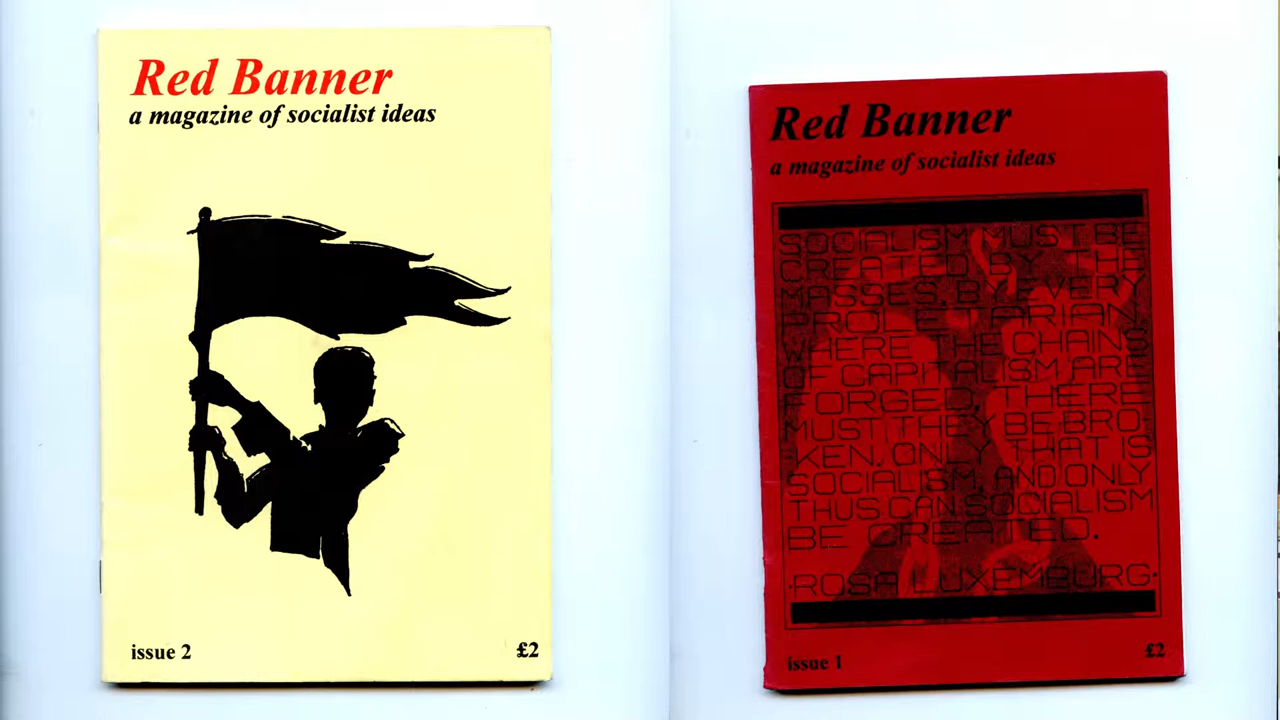 Red Banner
a magazine of socialist ideas
issue 2
£2
Red Banner
a magazine of socialist ideas
SOCIALISM MUST BE
CREATED BY THE
MASSES, BY EVERY
PROLETARIAN.
WHERE THE CHAINS
OF CAPITALISM ARE
FORGED, THERE
MUST THEY BE BRO-
KEN. ONLY THAT IS
SOCIALISM, AND ONLY
THUS CAN SOCIALISM
BE CREATED.
·ROSA LUXEMBURG·
issue 1
£2